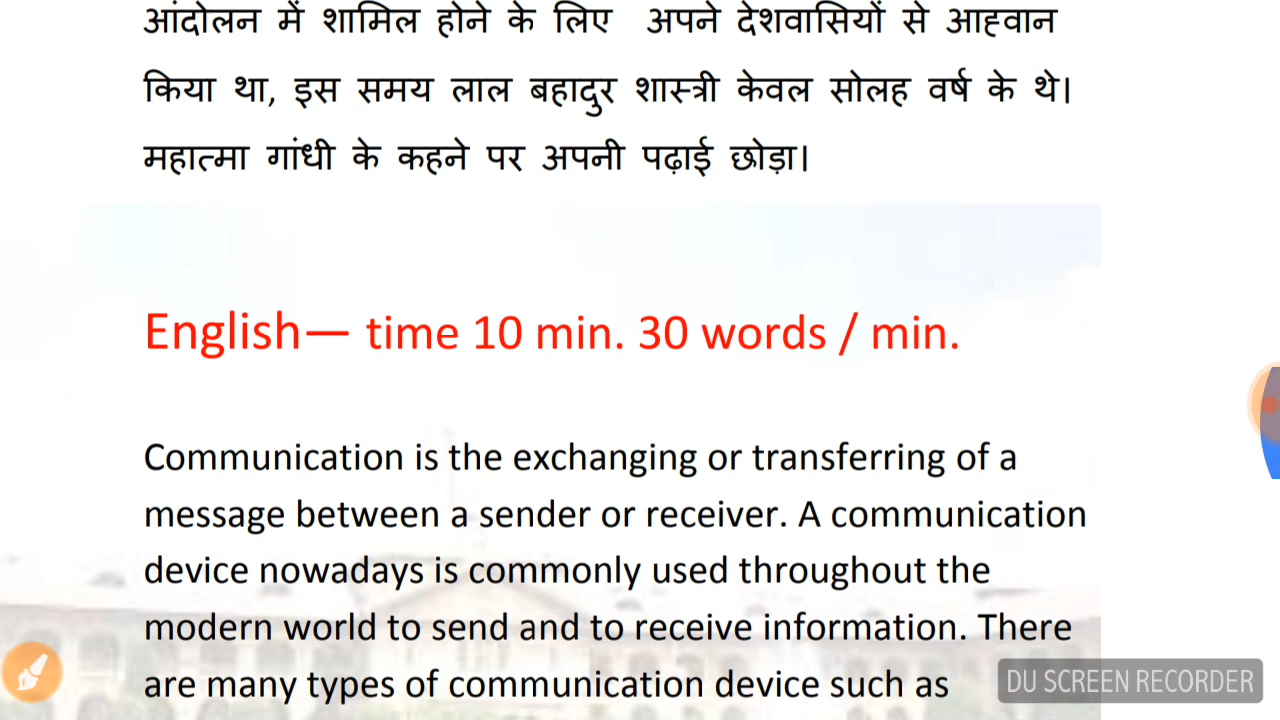 आंदोलन में शामिल होने के लिए अपने देशवासियों से आह्वान
किया था, इस समय लाल बहादुर शास्त्री केवल सोलह वर्ष के थे।
महात्मा गांधी के कहने पर अपनी पढ़ाई छोड़ा।
English— time 10 min. 30 words / min.
Communication is the exchanging or transferring of a
message between a sender or receiver. A communication
device nowadays is commonly used throughout the
modern world to send and to receive information. There
are many types of communication device such as
DU SCREEN RECORDER